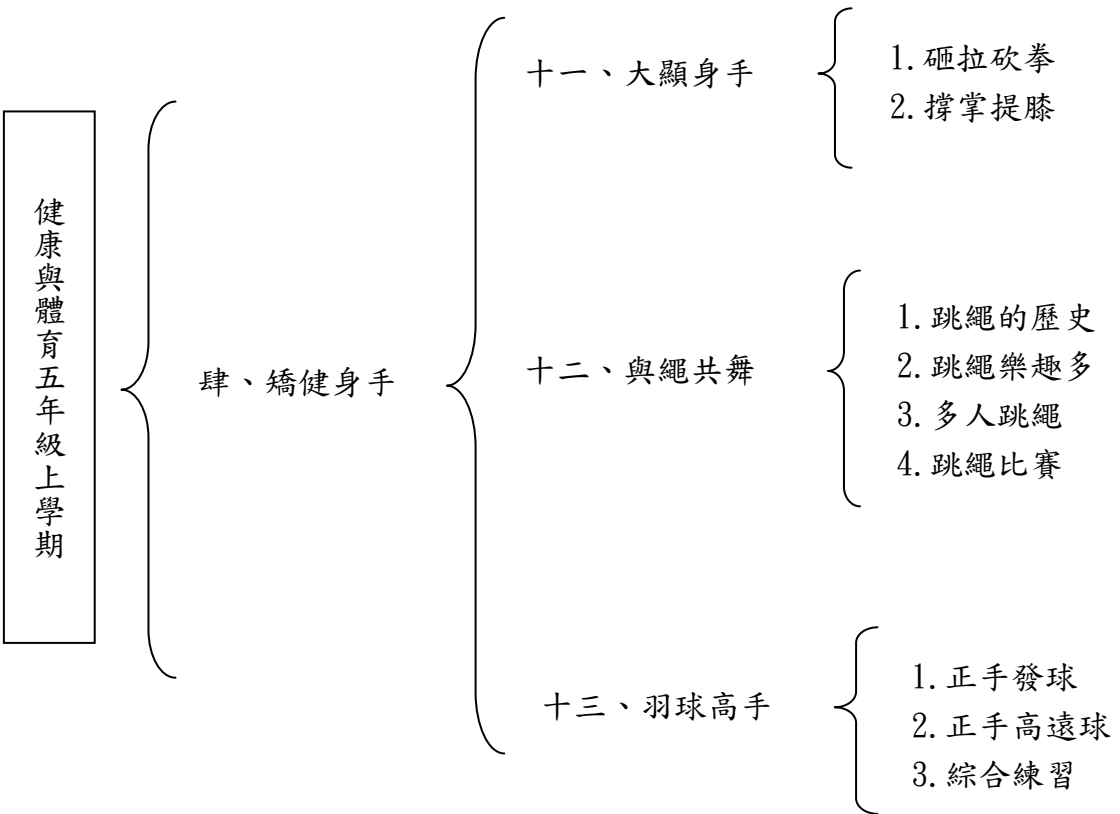 健康與體育五年級上學期
肆、矯健身手
十一、大顯身手
1.砸拉砍拳
2.撐掌提膝
十二、與繩共舞
1.跳繩的歷史
2.跳繩樂趣多
3.多人跳繩
4.跳繩比賽
十三、羽球高手
1.正手發球
2.正手高遠球
3.綜合練習